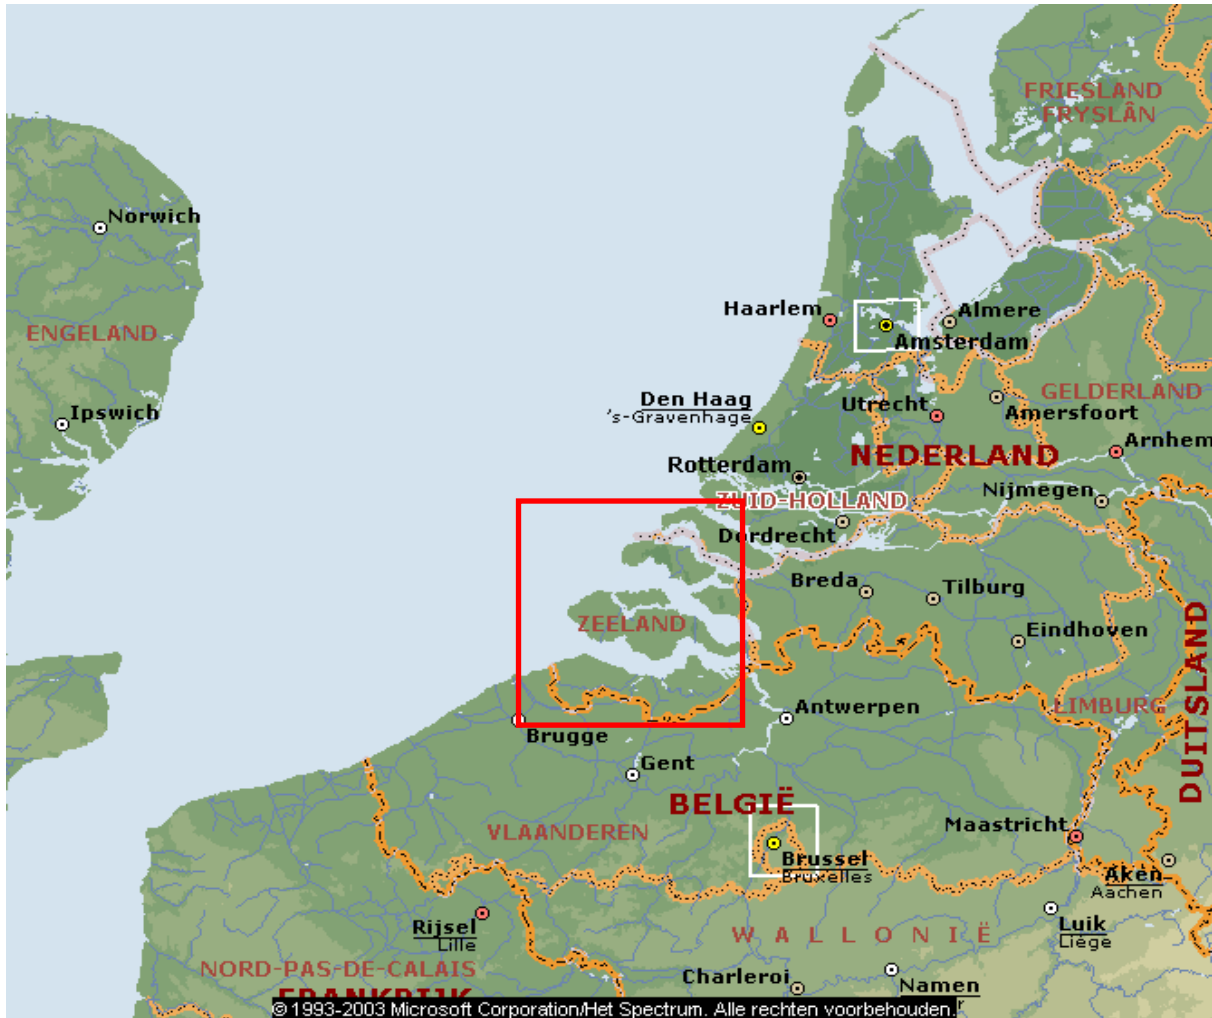 FRIESLAND
FRYSLÂN
Norwich
ENGELAND
Haarlem
Almere
Amsterdam
Den Haag
's-Gravenhage
Utrecht
GELDERLAND
Amersfoort
Ipswich
Arnhem
NEDERLAND
Rotterdam
ZUID-HOLLAND
Nijmegen
Dordrecht
Breda
Tilburg
ZEELAND
Eindhoven
DUITSLAND
LIMBURG
Antwerpen
Brugge
Gent
BELGIË
VLAANDEREN
Maastricht
Brussel
Bruxelles
Aken
Aachen
Rijsel
Lille
WALLONIË
Luik
Liége
NORD-PAS-DE-CALAIS
Charleroi
Namen
FRANKRIJK
© 1993-2003 Microsoft Corporation/Het Spectrum. Alle rechten voorbehouden.